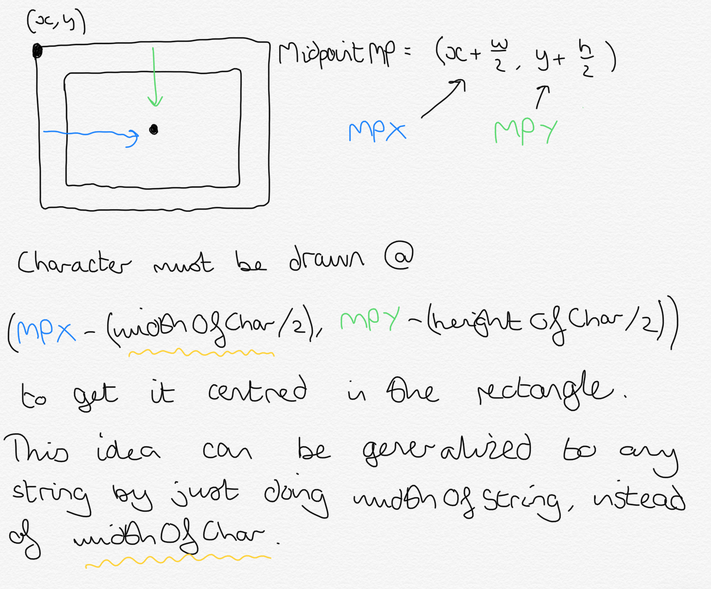 (x,y)
Midpoint MP = (x + w/2, y + h/2)
MPX MPY
Character must be drawn @
(MPX - (widthOfChar/2), MPY - (heightOfChar/2))
to get it centred in the rectangle.
This idea can be generalized to any
string by just doing widthOfString, instead
of widthOfChar.